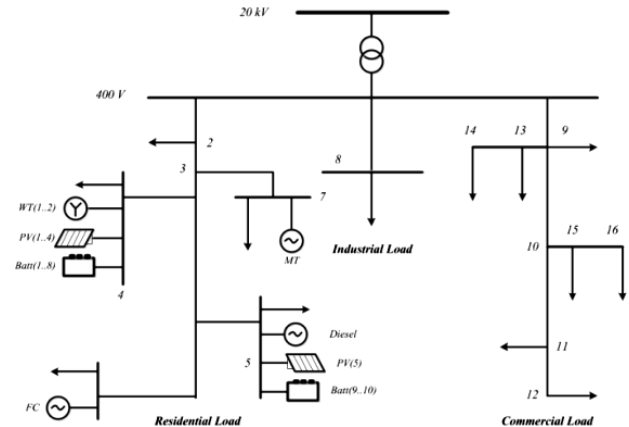 20 kV
400 V
14
13
9
2
8
3
7
WT(1..2)
PV(1..4)
Batt(1..8)
4
MT
Industrial Load
15
16
10
Diesel
5
PV(5)
Batt(9..10)
11
12
FC
Residential Load
Commercial Load